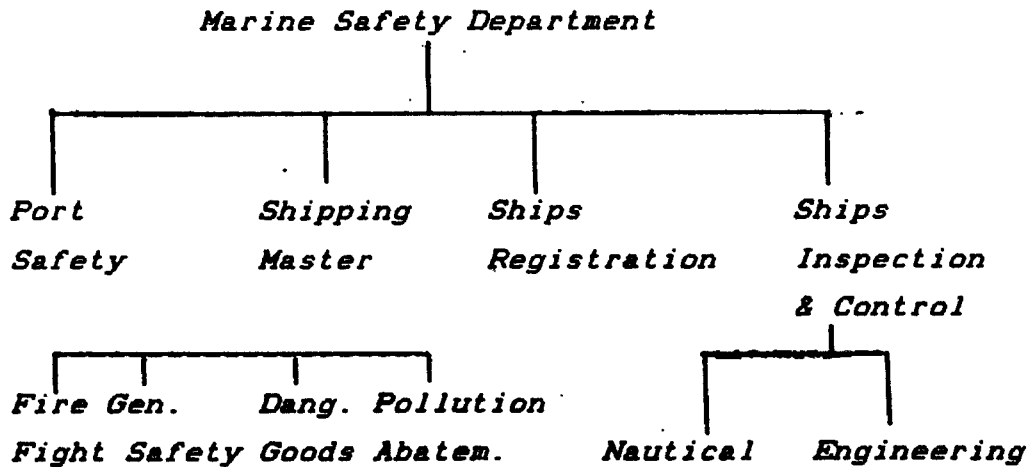 Marine Safety Department
Port Shipping Ships Ships
Safety Master Registration Inspection
& Control
Fire Gen. Dang. Pollution
Fight Safety Goods Abatem. Nautical Engineering